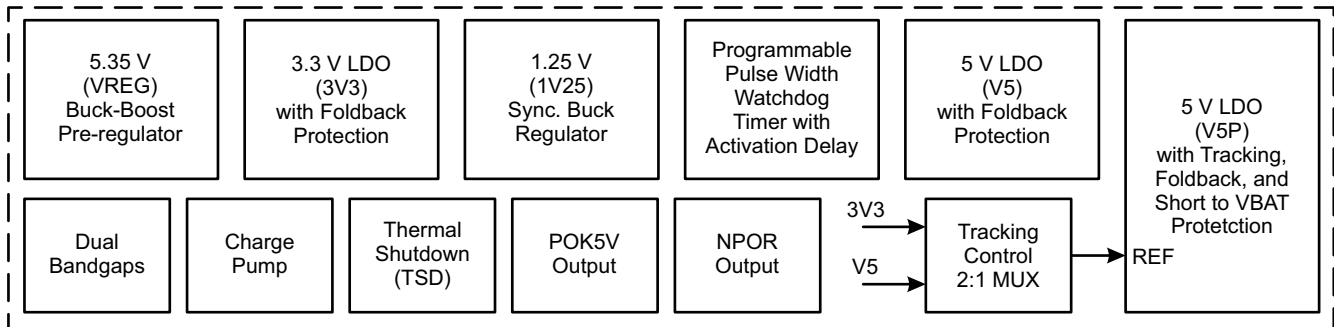 5.35 V
(VREG)
Buck-Boost
Pre-regulator
3.3 V LDO
(3V3)
with Foldback
Protection
1.25 V
(1V25)
Sync. Buck
Regulator
Programmable
Pulse Width
Watchdog
Timer with
Activation Delay
5 V LDO
(V5)
with Foldback
Protection
5 V LDO
(V5P)
with Tracking,
Foldback, and
Short to VBAT
Protetction
REF
Dual
Bandgaps
Charge
Pump
Thermal
Shutdown
(TSD)
POK5V
Output
NPOR
Output
3V3
V5
Tracking
Control
2:1 MUX